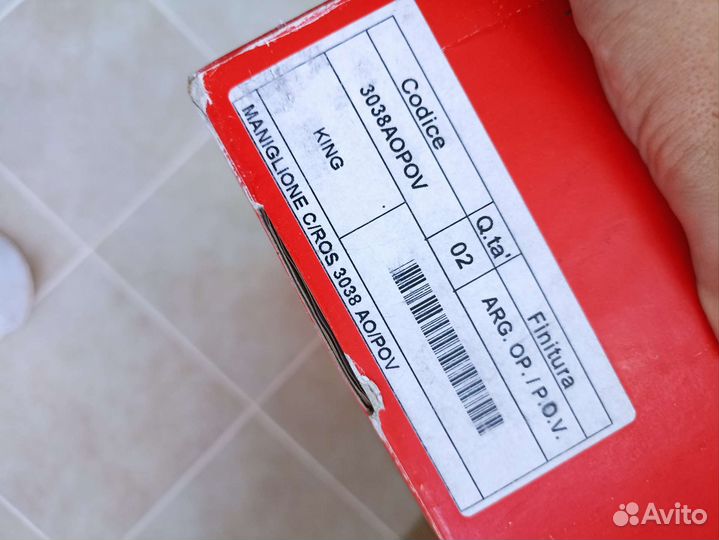 Codice
Q.ta'
Finitura
3038AOPOV
02
ARG. OP. / P.O.V.
KING
MANIGLIONE C/ROS 3038 AO/POV
Avito